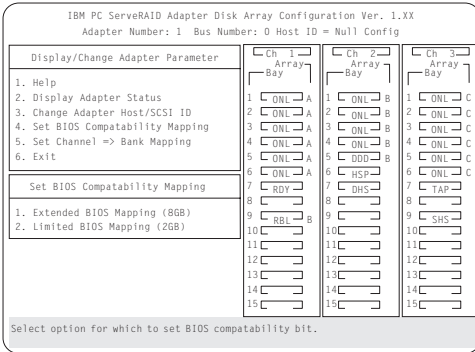 IBM PC ServeRAID Adapter Disk Array Configuration Ver. 1.XX
Adapter Number: 1 Bus Number: 0 Host ID = Null Config
Display/Change Adapter Parameter
1. Help
2. Display Adapter Status
3. Change Adapter Host/SCSI ID
4. Set BIOS Compatability Mapping
5. Set Channel => Bank Mapping
6. Exit
Set BIOS Compatability Mapping
1. Extended BIOS Mapping (8GB)
2. Limited BIOS Mapping (2GB)
Ch 1
Array
Bay
1 ONL A
2 ONL A
3 ONL A
4 ONL A
5 ONL A
6 ONL A
7 RDY
8
9 RBL B
10
11
12
13
14
15
Ch 2
Array
Bay
1 ONL B
2 ONL B
3 ONL B
4 ONL B
5 DDD B
6 HSP
7 DHS
8
9
10
11
12
13
14
15
Ch 3
Array
Bay
1 ONL C
2 ONL C
3 ONL C
4 ONL C
5 ONL C
6 ONL C
7 TAP
8
9 SHS
10
11
12
13
14
15
Select option for which to set BIOS compatability bit.